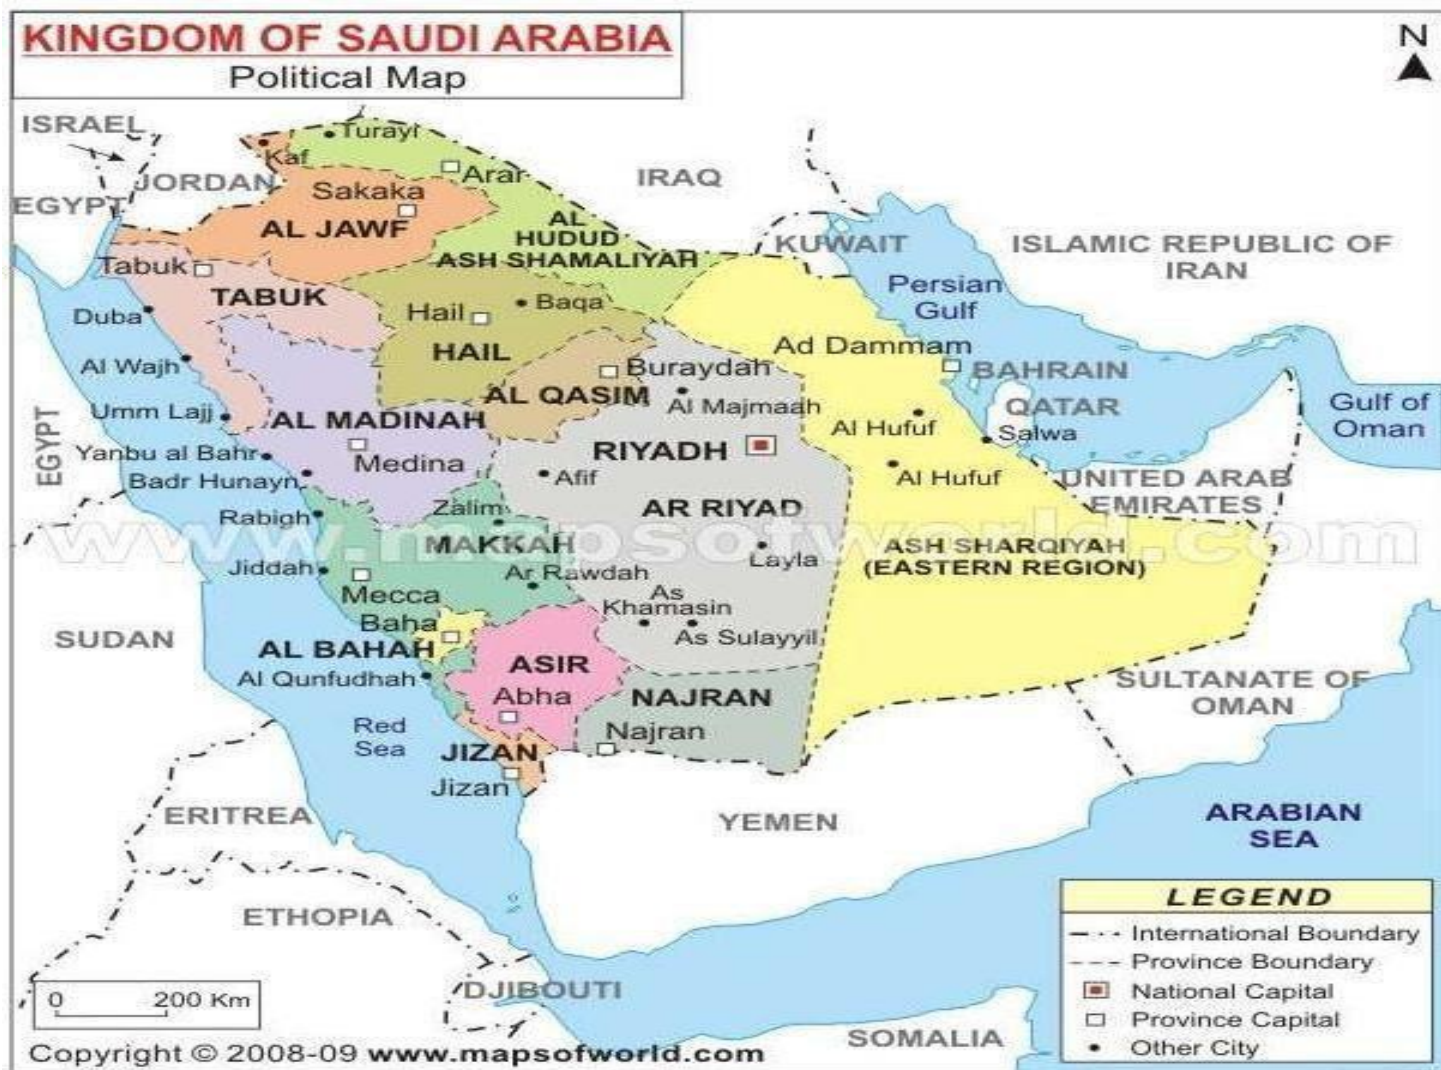 KINGDOM OF SAUDI ARABIA
Political Map
N
ISRAEL
JORDAN
EGYPT
Kaf
Turayf
Arar
IRAQ
Sakaka
AL JAWF
AL
HUDUD
ASH SHAMALIYAH
KUWAIT
ISLAMIC REPUBLIC OF
IRAN
Persian
Gulf
Tabuk
TABUK
Duba
Hail
Baqa
HAIL
Al Wajh
Ad Dammam
BAHRAIN
Buraydah
AL QASIM
Al Majmaah
QATAR
Gulf of
Oman
Umm Lajj
AL MADINAH
Al Hufuf
Salwa
EGYPT
Yanbu al Bahr
Medina
RIYADH
Badr Hunayn
Afif
Al Hufuf
UNITED ARAB
EMIRATES
Rabigh
Zalim
AR RIYAD
www.mapsofworld.com
MAKKAH
Layla
ASH SHARQIYAH
(EASTERN REGION)
Jiddah
Mecca
Ar Rawdah
As
Khamasin
As Sulayyil
Baha
SUDAN
AL BAHAH
ASIR
Al Qunfudhah
Abha
NAJRAN
Najran
SULTANATE OF
OMAN
Red
Sea
JIZAN
Jizan
ERITREA
YEMEN
ARABIAN
SEA
ETHOPIA
DJIBOUTI
SOMALIA
LEGEND
International Boundary
Province Boundary
National Capital
Province Capital
Other City
0 200 Km
Copyright © 2008-09 www.mapsofworld.com